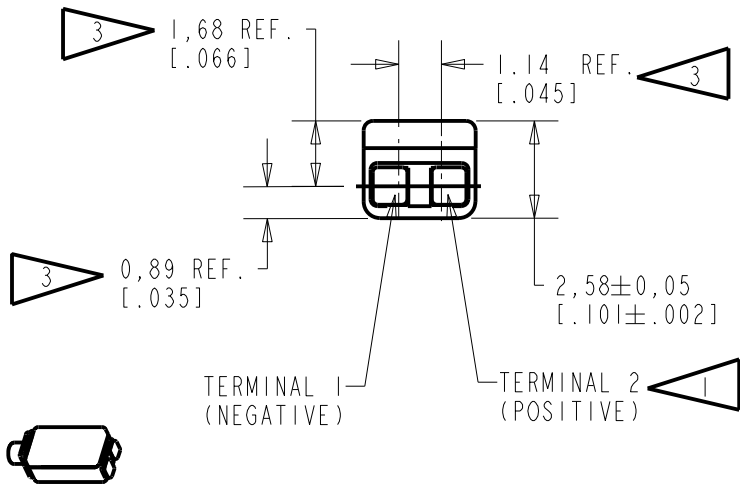 3
1,68 REF.
[.066]
1.14 REF.
[.045]
3
3
0,89 REF.
[.035]
2,58±0,05
[.101±.002]
TERMINAL 1
(NEGATIVE)
TERMINAL 2
(POSITIVE)
1